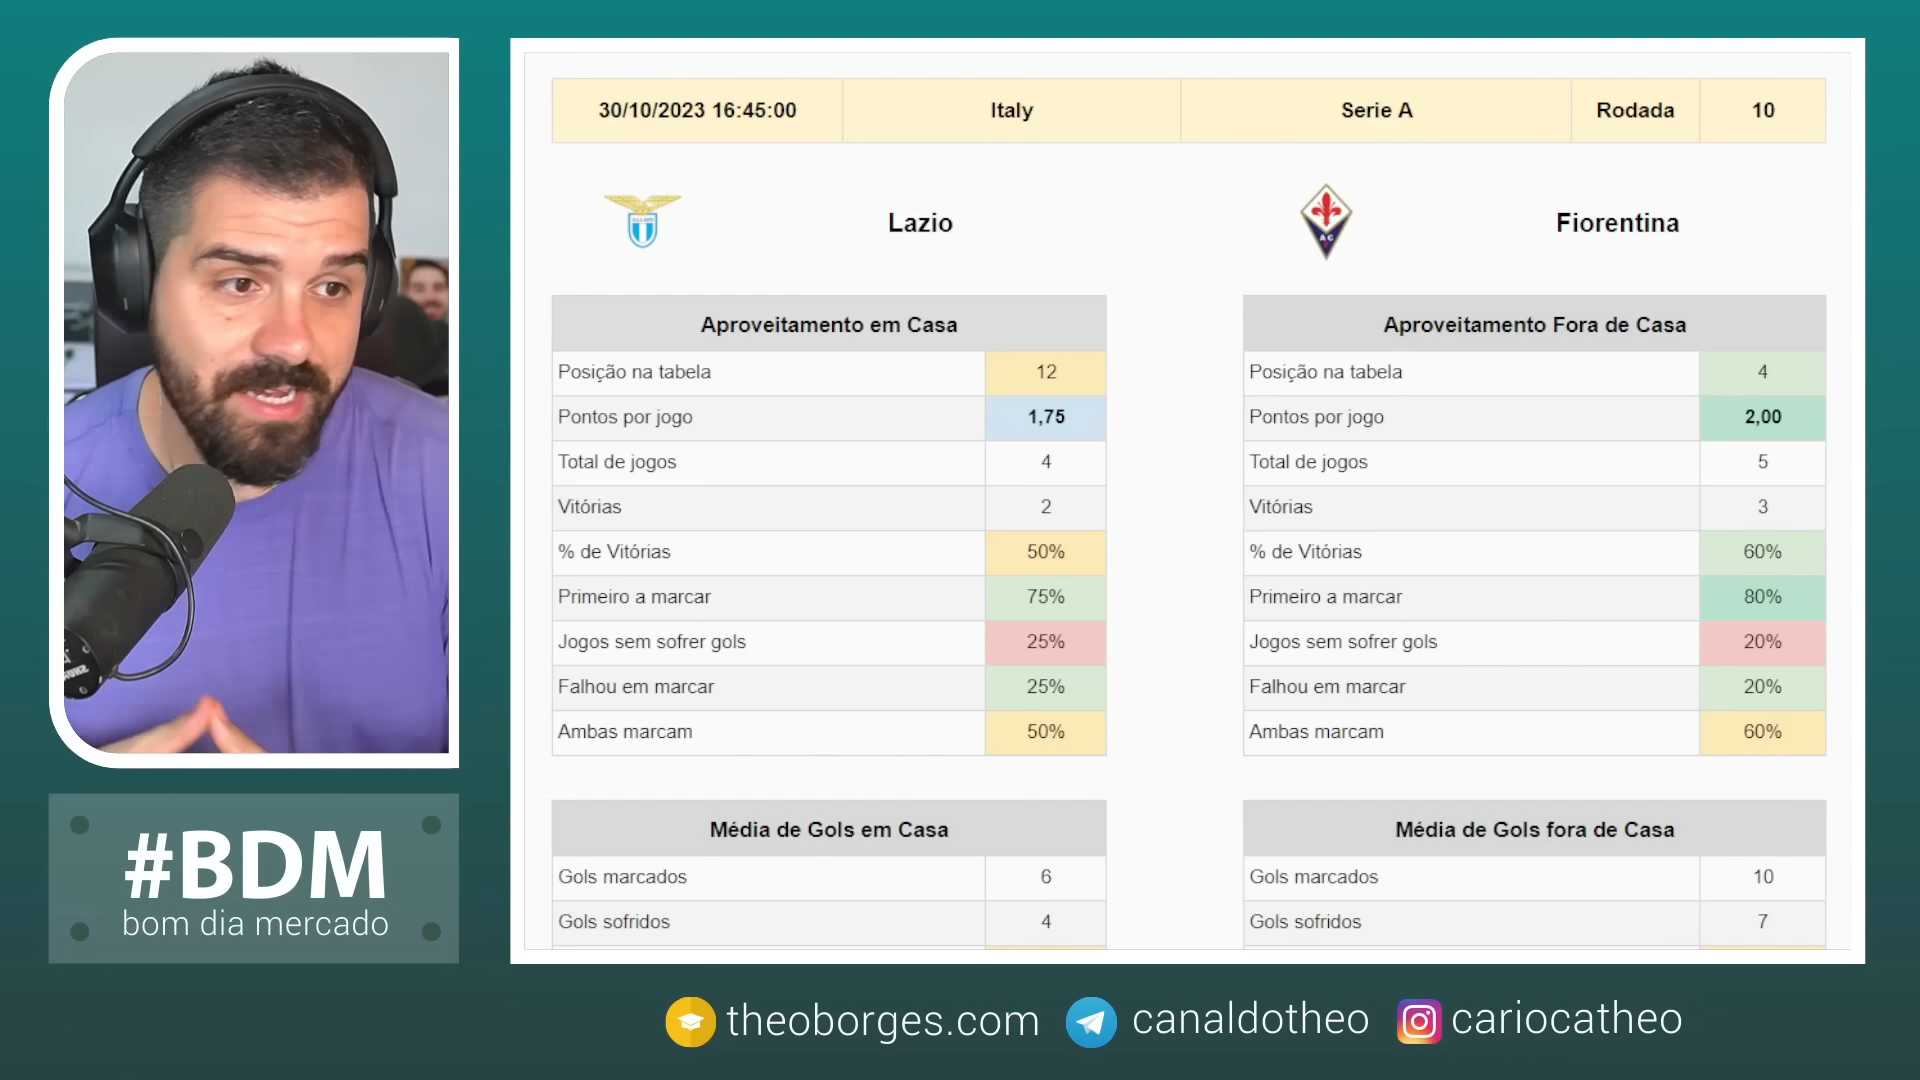 30/10/2023 16:45:00 Italy Serie A Rodada 10
Lazio
Fiorentina
Aproveitamento em Casa
Posição na tabela 12
Pontos por jogo 1,75
Total de jogos 4
Vitórias 2
% de Vitórias 50%
Primeiro a marcar 75%
Jogos sem sofrer gols 25%
Falhou em marcar 25%
Ambas marcam 50%
Aproveitamento Fora de Casa
Posição na tabela 4
Pontos por jogo 2,00
Total de jogos 5
Vitórias 3
% de Vitórias 60%
Primeiro a marcar 80%
Jogos sem sofrer gols 20%
Falhou em marcar 20%
Ambas marcam 60%
Média de Gols em Casa
Gols marcados 6
Gols sofridos 4
Média de Gols fora de Casa
Gols marcados 10
Gols sofridos 7
#BDM
bom dia mercado
theoborges.com canaldotheo cariocatheo